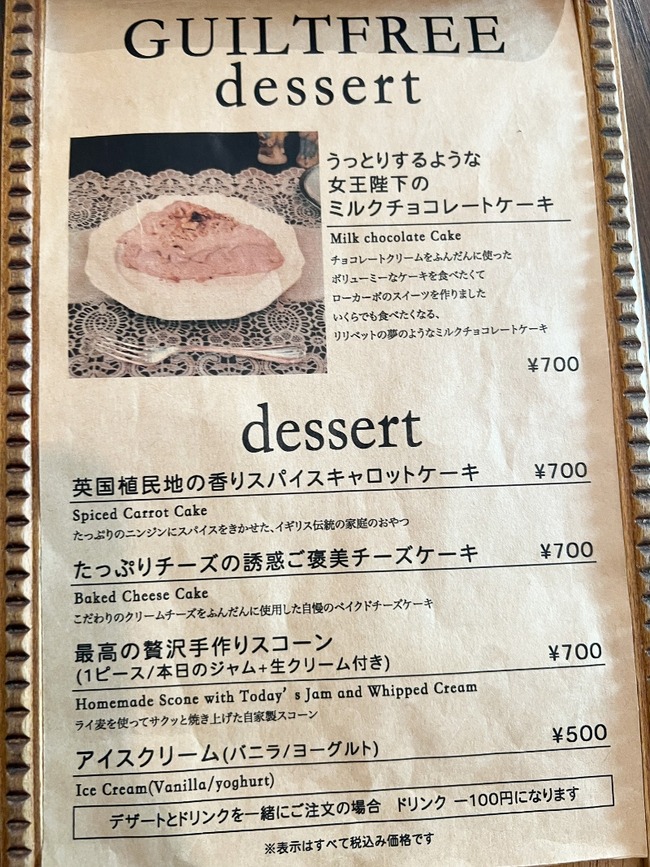 GUILTFREE
dessert
うっとりするような
女王陛下の
ミルクチョコレートケーキ
Milk chocolate Cake
チョコレートクリームをふんだんに使った
ボリューミーなケーキを食べたくて
ローカーボのスイーツを作りました
いくらでも食べたくなる、
リリベットの夢のようなミルクチョコレートケーキ
¥700
dessert
英国植民地の香りスパイスキャロットケーキ ¥700
Spiced Carrot Cake
たっぷりのニンジンにスパイスをきかせた、イギリス伝統の家庭のおやつ
たっぷりチーズの誘惑ご褒美チーズケーキ ¥700
Baked Cheese Cake
こだわりのクリームチーズをふんだんに使用した自慢のベイクドチーズケーキ
最高の贅沢手作りスコーン
(1ピース/本日のジャム+生クリーム付き) ¥700
Homemade Scone with Today’s Jam and Whipped Cream
ライ麦を使ってサクッと焼き上げた自家製スコーン
アイスクリーム(バニラ/ヨーグルト) ¥500
Ice Cream(Vanilla/yoghurt)
デザートとドリンクを一緒にご注文の場合 ドリンク ー100円になります
※表示はすべて税込み価格です